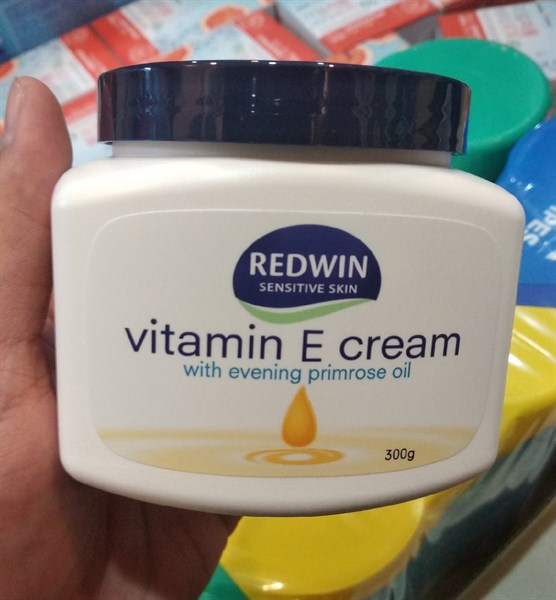 REDWIN
SENSITIVE SKIN
vitamin E cream
with evening primrose oil
300g